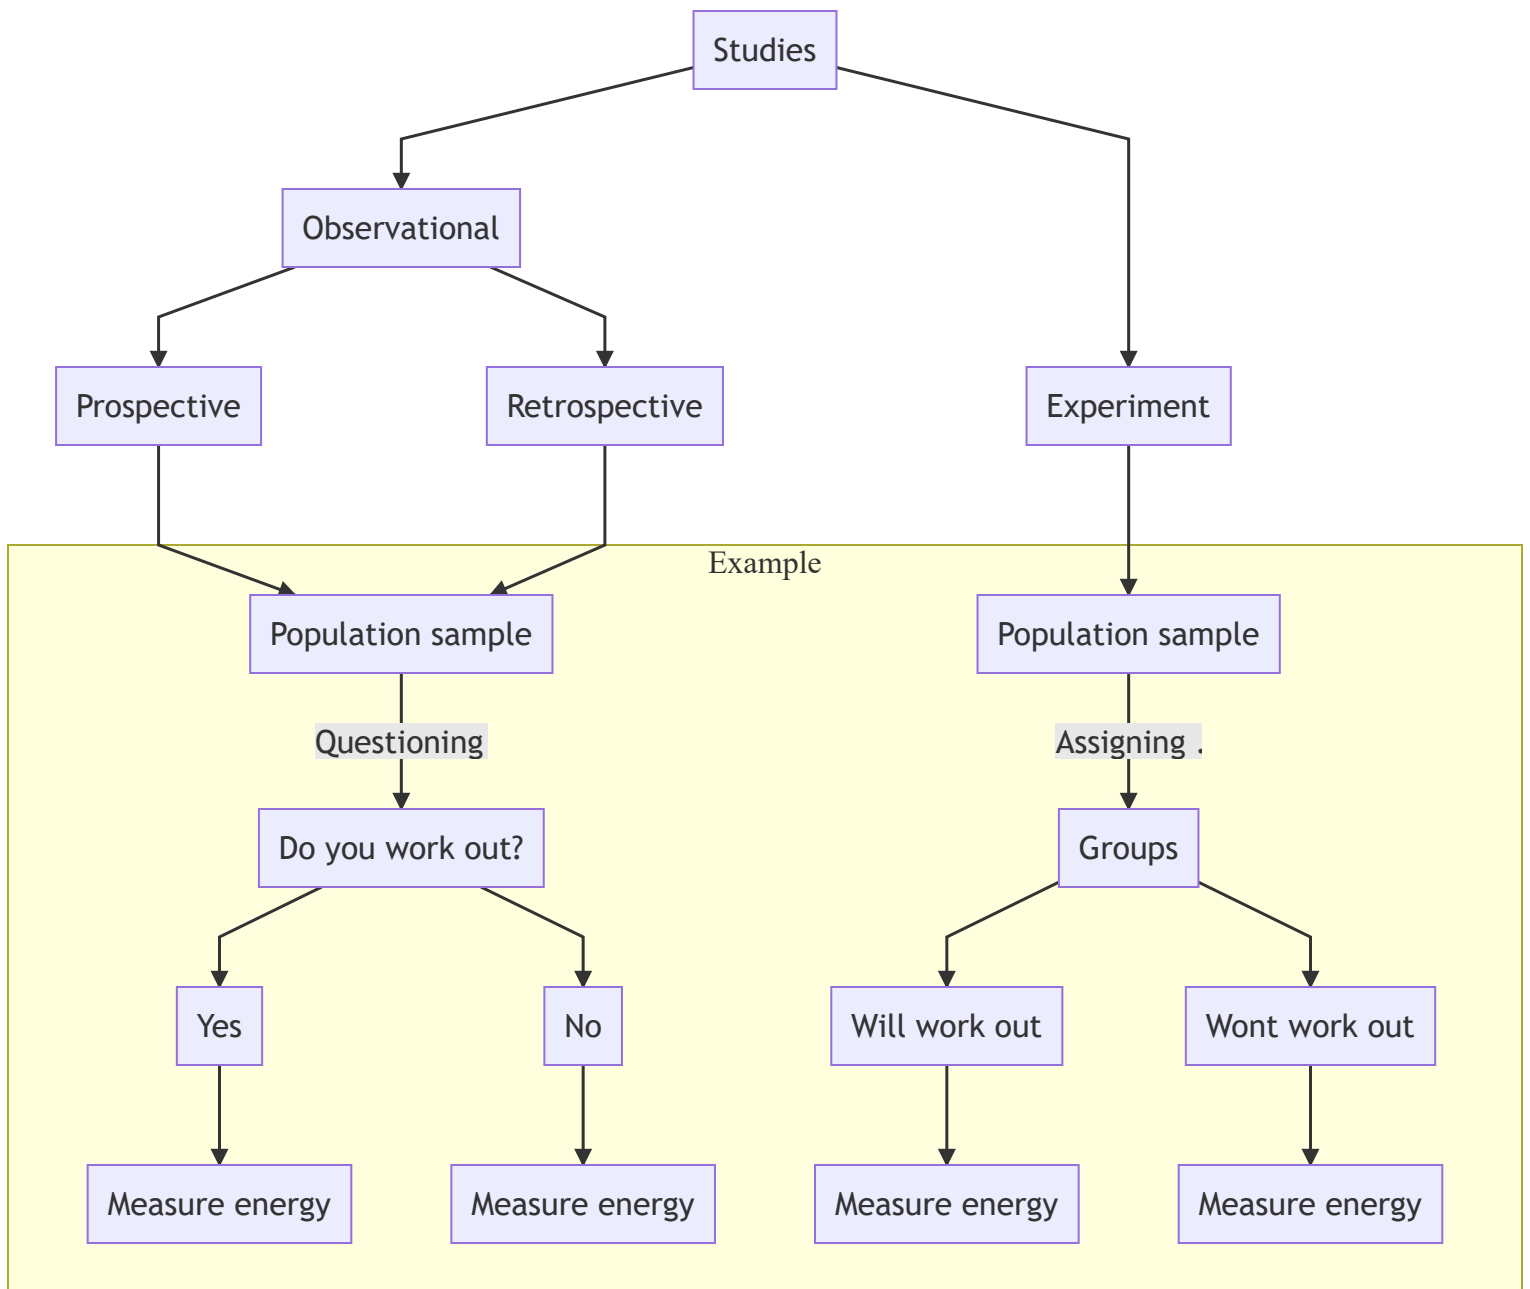 Studies
Observational
Prospective
Retrospective
Experiment
Example
Population sample
Population sample
Questioning
Assigning .
Do you work out?
Groups
Yes
No
Will work out
Wont work out
Measure energy
Measure energy
Measure energy
Measure energy